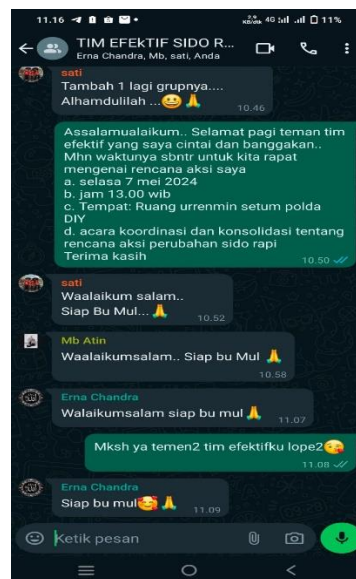 11.16
2,9 KB/dtk 4G 11%
TIM EFEkTIF SIDO R...
Erna Chandra, Mb, sati, Anda
sati
Tambah 1 lagi grupnya....
Alhamdulilah ...😃🙏
10.46
Assalamualaikum.. Selamat pagi teman tim
efektif yang saya cintai dan banggakan..
Mhn waktunya sbntr untuk kita rapat
mengenai rencana aksi saya
a. selasa 7 mei 2024
b. jam 13.00 wib
c. Tempat: Ruang urrenmin setum polda
DIY
d. acara koordinasi dan konsolidasi tentang
rencana aksi perubahan sido rapi
Terima kasih
10.50
sati
Waalaikum salam..
Siap Bu Mul...🙏
10.52
Mb Atin
Waalaikumsalam.. Siap bu Mul 🙏
10.58
Erna Chandra
Walaikumsalam siap bu mul🙏
11.07
Mksh ya temen2 tim efektifku lope2😘
11.08
Erna Chandra
Siap bu mul🥰🙏
11.09
Ketik pesan